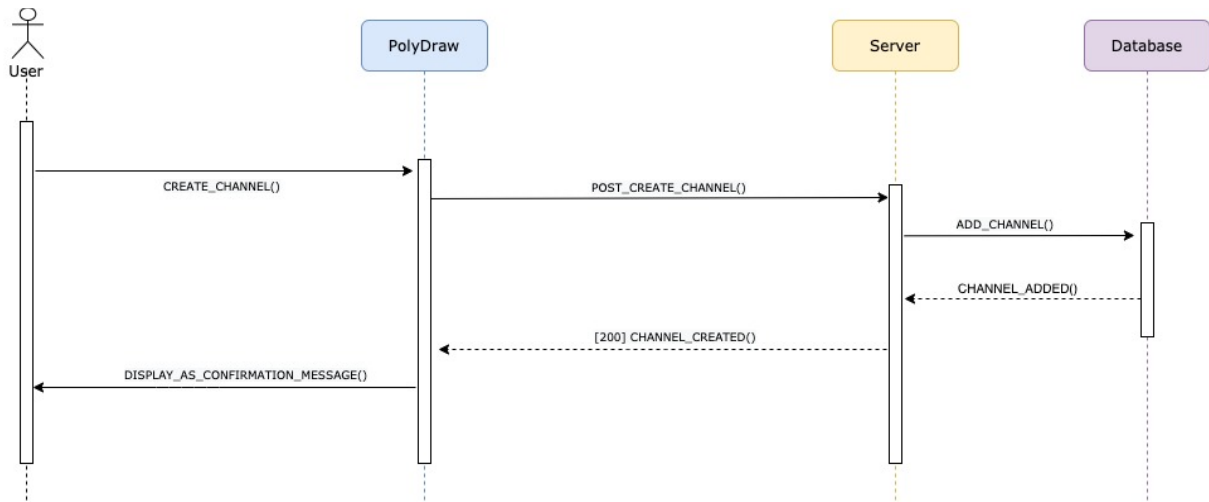 User
PolyDraw
Server
Database
CREATE_CHANNEL()
POST_CREATE_CHANNEL()
ADD_CHANNEL()
CHANNEL_ADDED()
[200] CHANNEL_CREATED()
DISPLAY_AS_CONFIRMATION_MESSAGE()